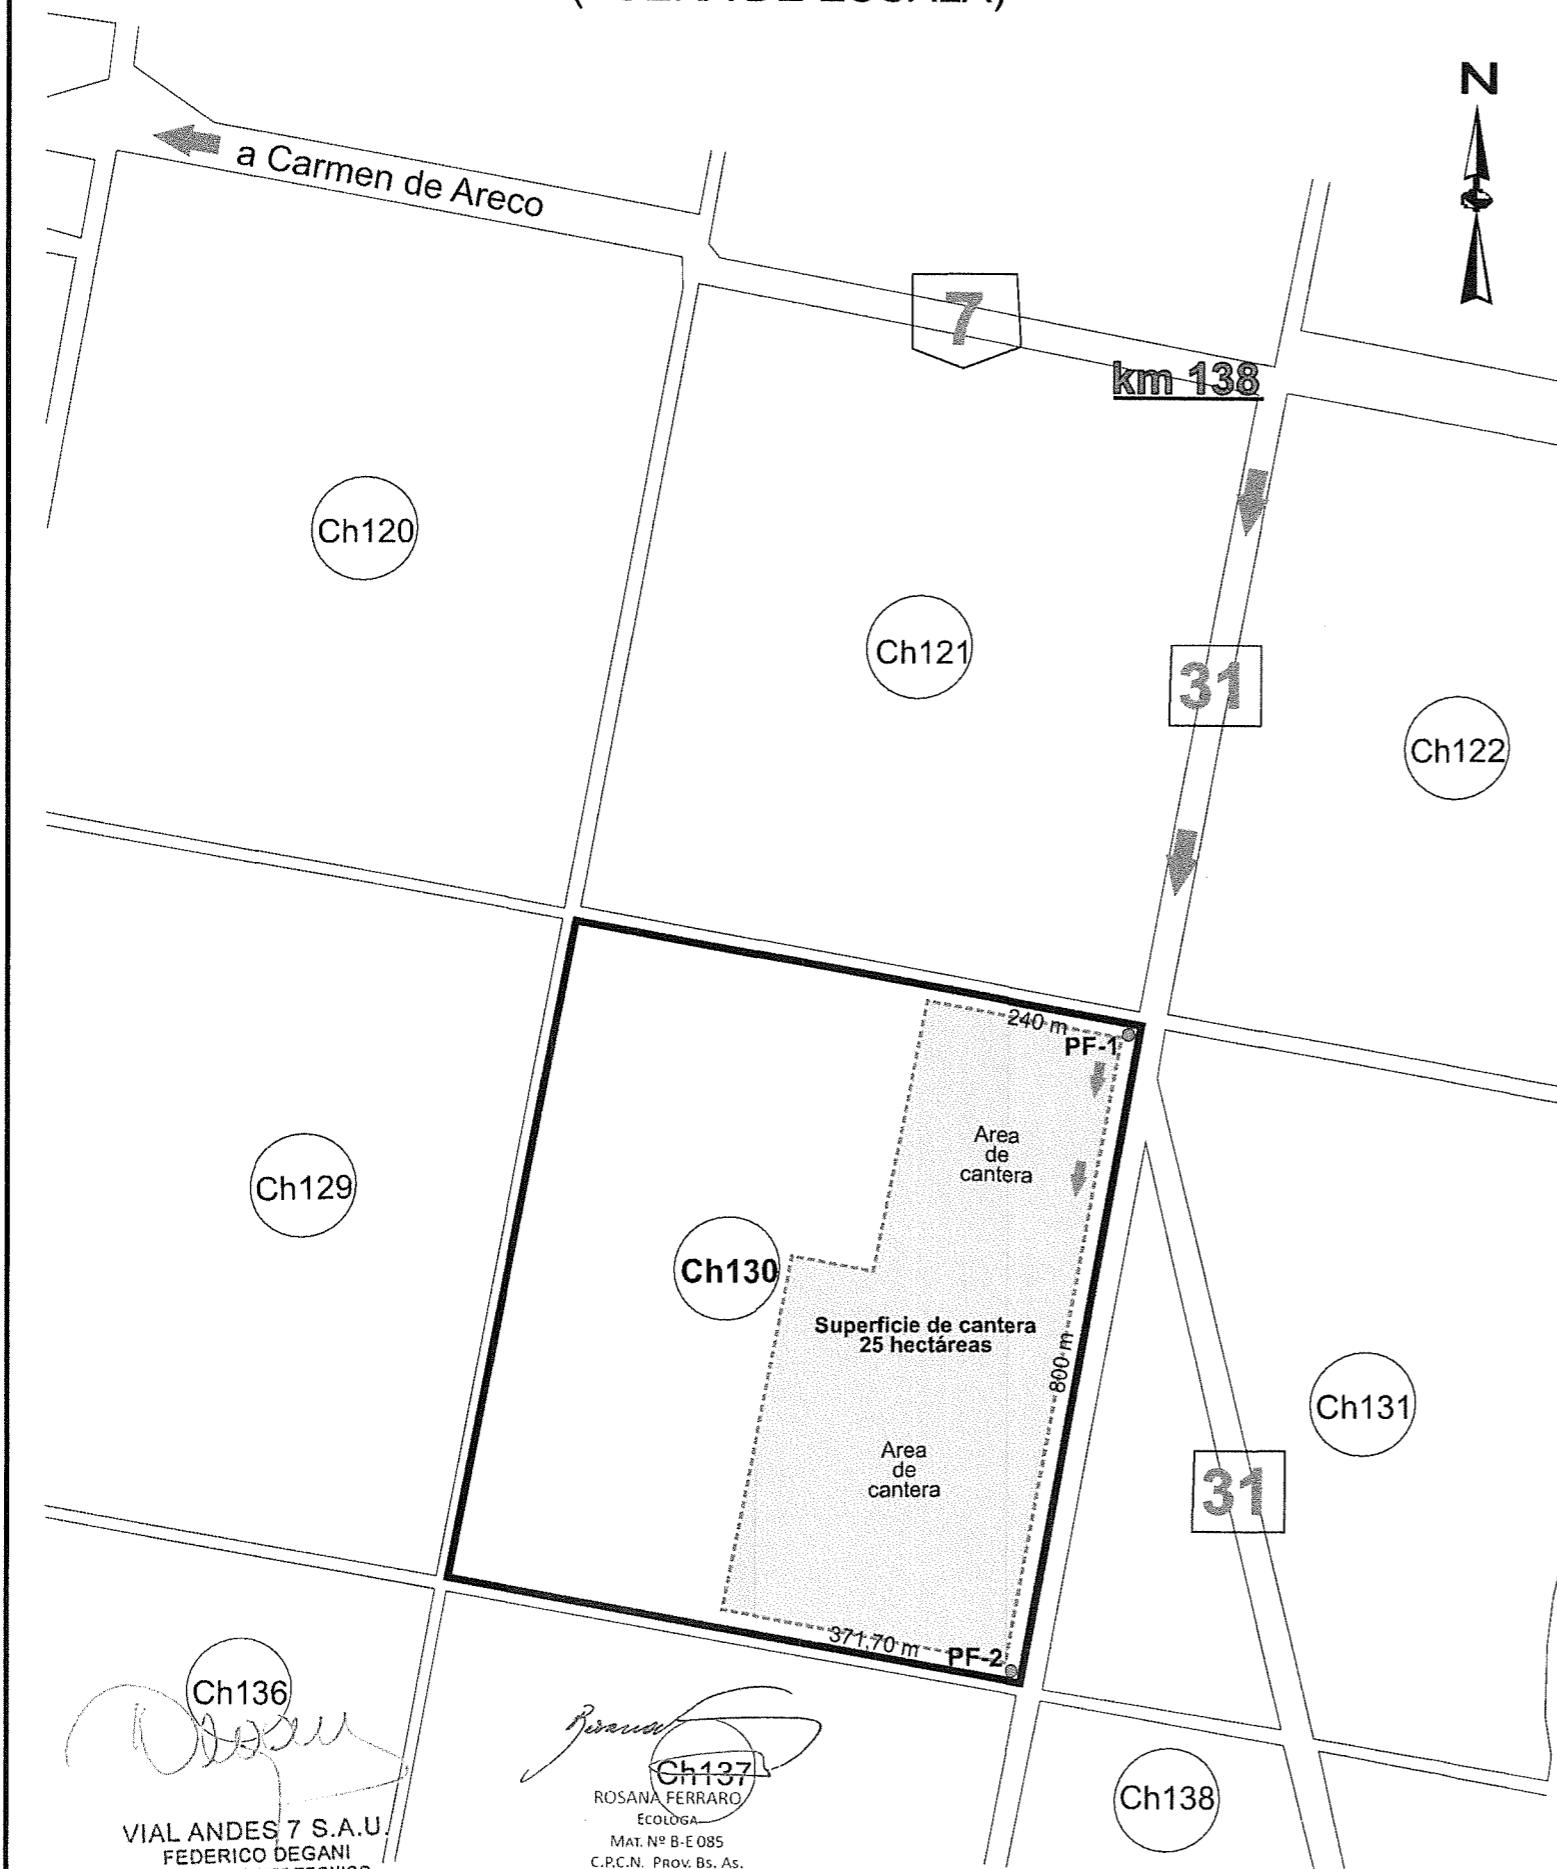 N
a Carmen de Areco
7
km 138
Ch120
Ch121
31
Ch122
240 m
PF-1
Area
de
cantera
Ch129
Ch130
Superficie de cantera
25 hectáreas
800 m
Ch131
Area
de
cantera
31
371,70 m
PF-2
Ch136
Ch137
Ch138
ROSANA FERRARO
ECOLOGA
MAT. Nº B-E 085
C.P.C.N. PROV. BS. AS.
VIAL ANDES 7 S.A.U.
FEDERICO DEGANI